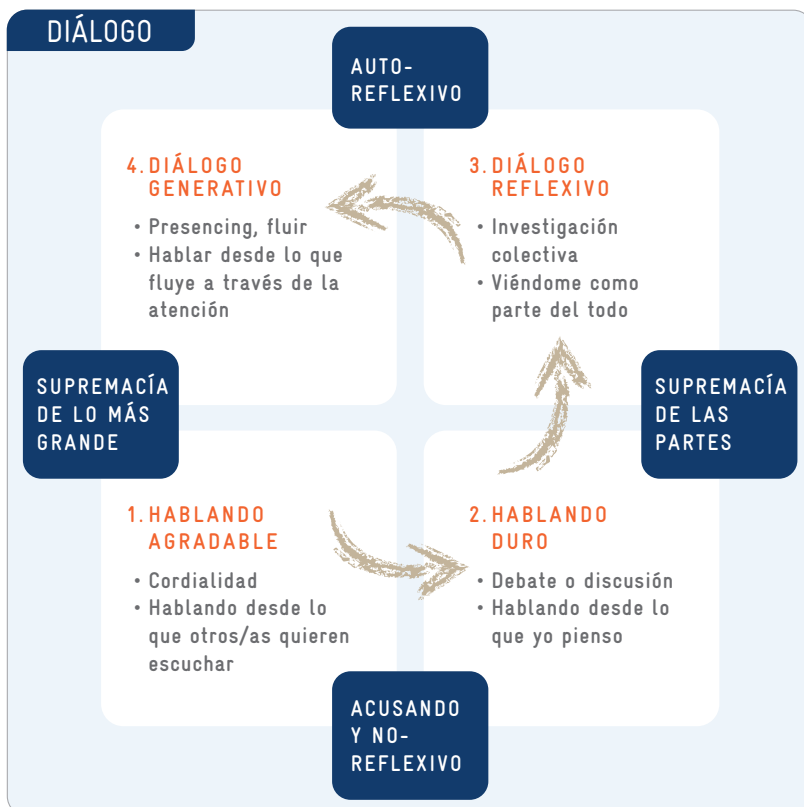 DIÁLOGO
AUTO-
REFLEXIVO
4. DIÁLOGO
GENERATIVO
• Presencing, fluir
• Hablar desde lo que
fluye a través de la
atención
3. DIÁLOGO
REFLEXIVO
• Investigación
colectiva
• Viéndome como
parte del todo
SUPREMACÍA
DE LO MÁS
GRANDE
SUPREMACÍA
DE LAS
PARTES
1. HABLANDO
AGRADABLE
• Cordialidad
• Hablando desde lo
que otros/as quieren
escuchar
2. HABLANDO
DURO
• Debate o discusión
• Hablando desde lo
que yo pienso
ACUSANDO
Y NO-
REFLEXIVO